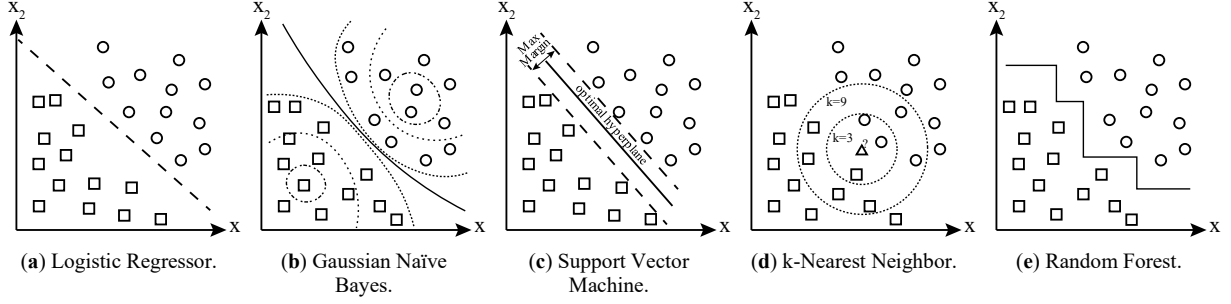 x2
x
(a) Logistic Regressor.
x2
x
(b) Gaussian Naïve
Bayes.
x2
Max
Margin
optimal hyperplane
x
(c) Support Vector
Machine.
x2
k=9
k=3
?
x
(d) k-Nearest Neighbor.
x2
x
(e) Random Forest.